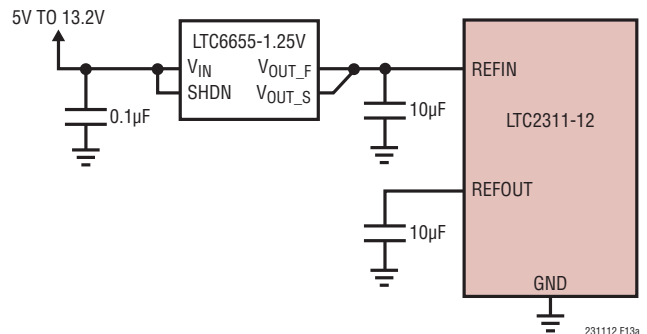 5V TO 13.2V
LTC6655-1.25V
VIN VOUT_F
SHDN VOUT_S
0.1µF
10µF
REFIN
LTC2311-12
REFOUT
10µF
GND
231112 F13a